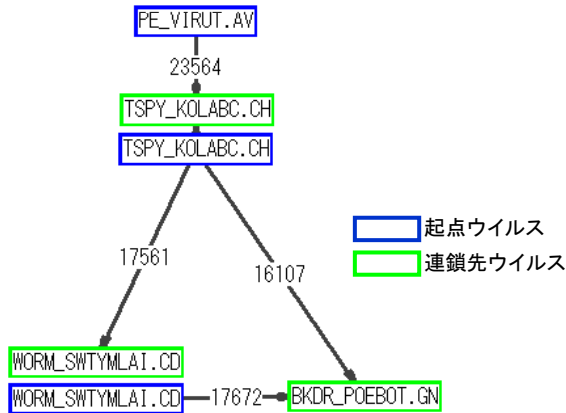 PE_VIRUT.AV
23564
TSPY_KOLABC.CH
TSPY_KOLABC.CH
17561
16107
起点ウイルス
連鎖先ウイルス
WORM_SWTYMLAI.CD
WORM_SWTYMLAI.CD
17672
BKDR_POEBOT.GN